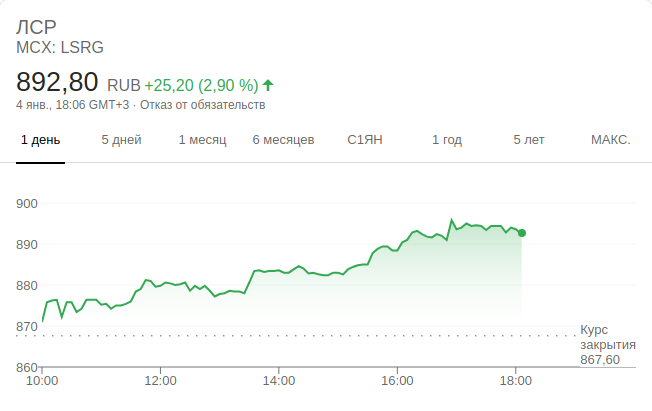 ЛСР
MCX: LSRG
892,80 RUB +25,20 (2,90 %)
4 янв., 18:06 GMT+3 · Отказ от обязательств
1 день 5 дней 1 месяц 6 месяцев С1ЯН 1 год 5 лет МАКС.
900
890
880
870
860
Курс
закрытия
867,60
10:00 12:00 14:00 16:00 18:00